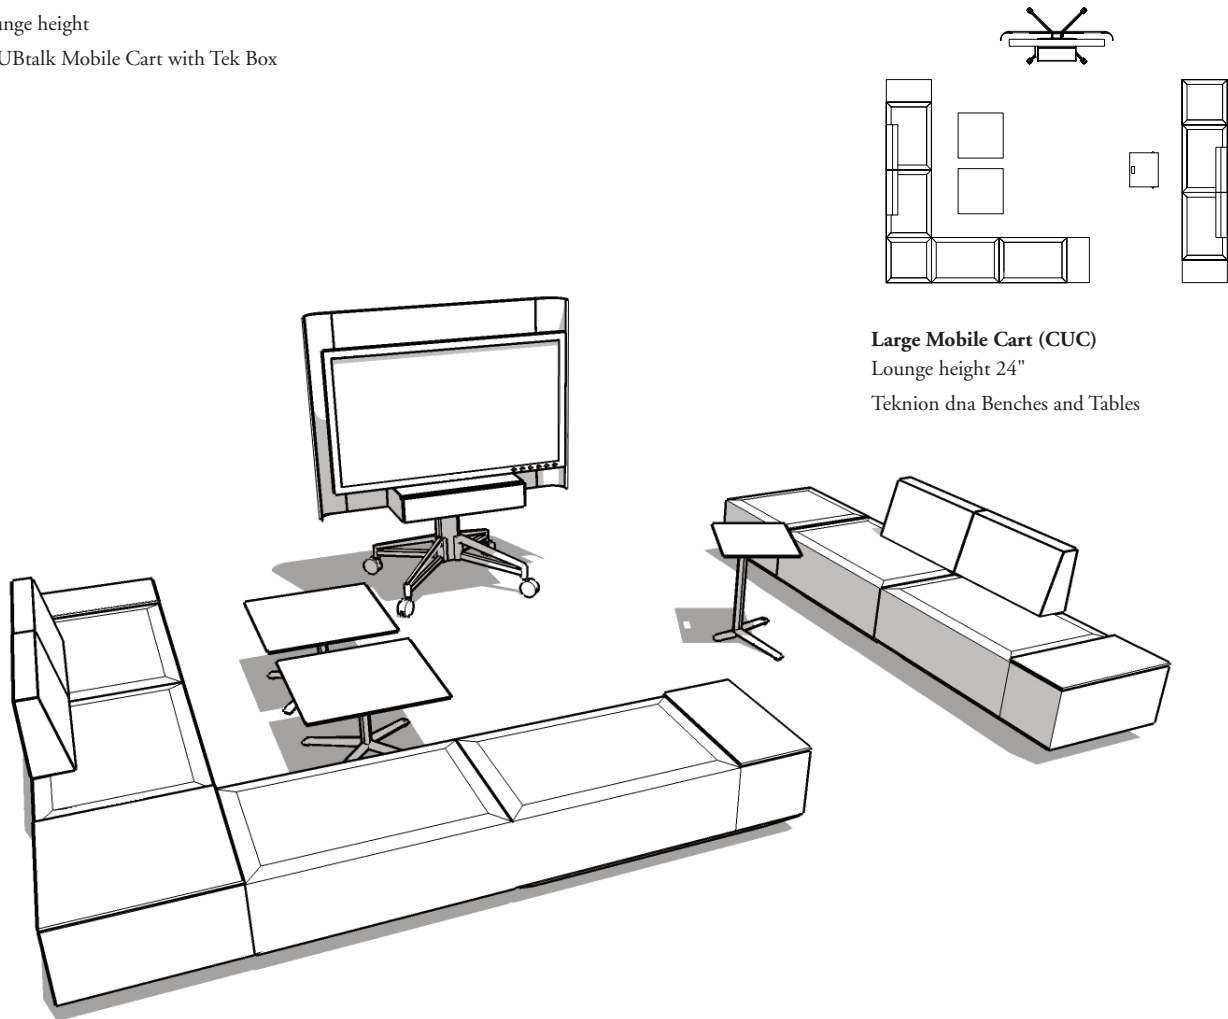 unge height
UBtalk Mobile Cart with Tek Box
Large Mobile Cart (CUC)
Lounge height 24"
Teknion dna Benches and Tables